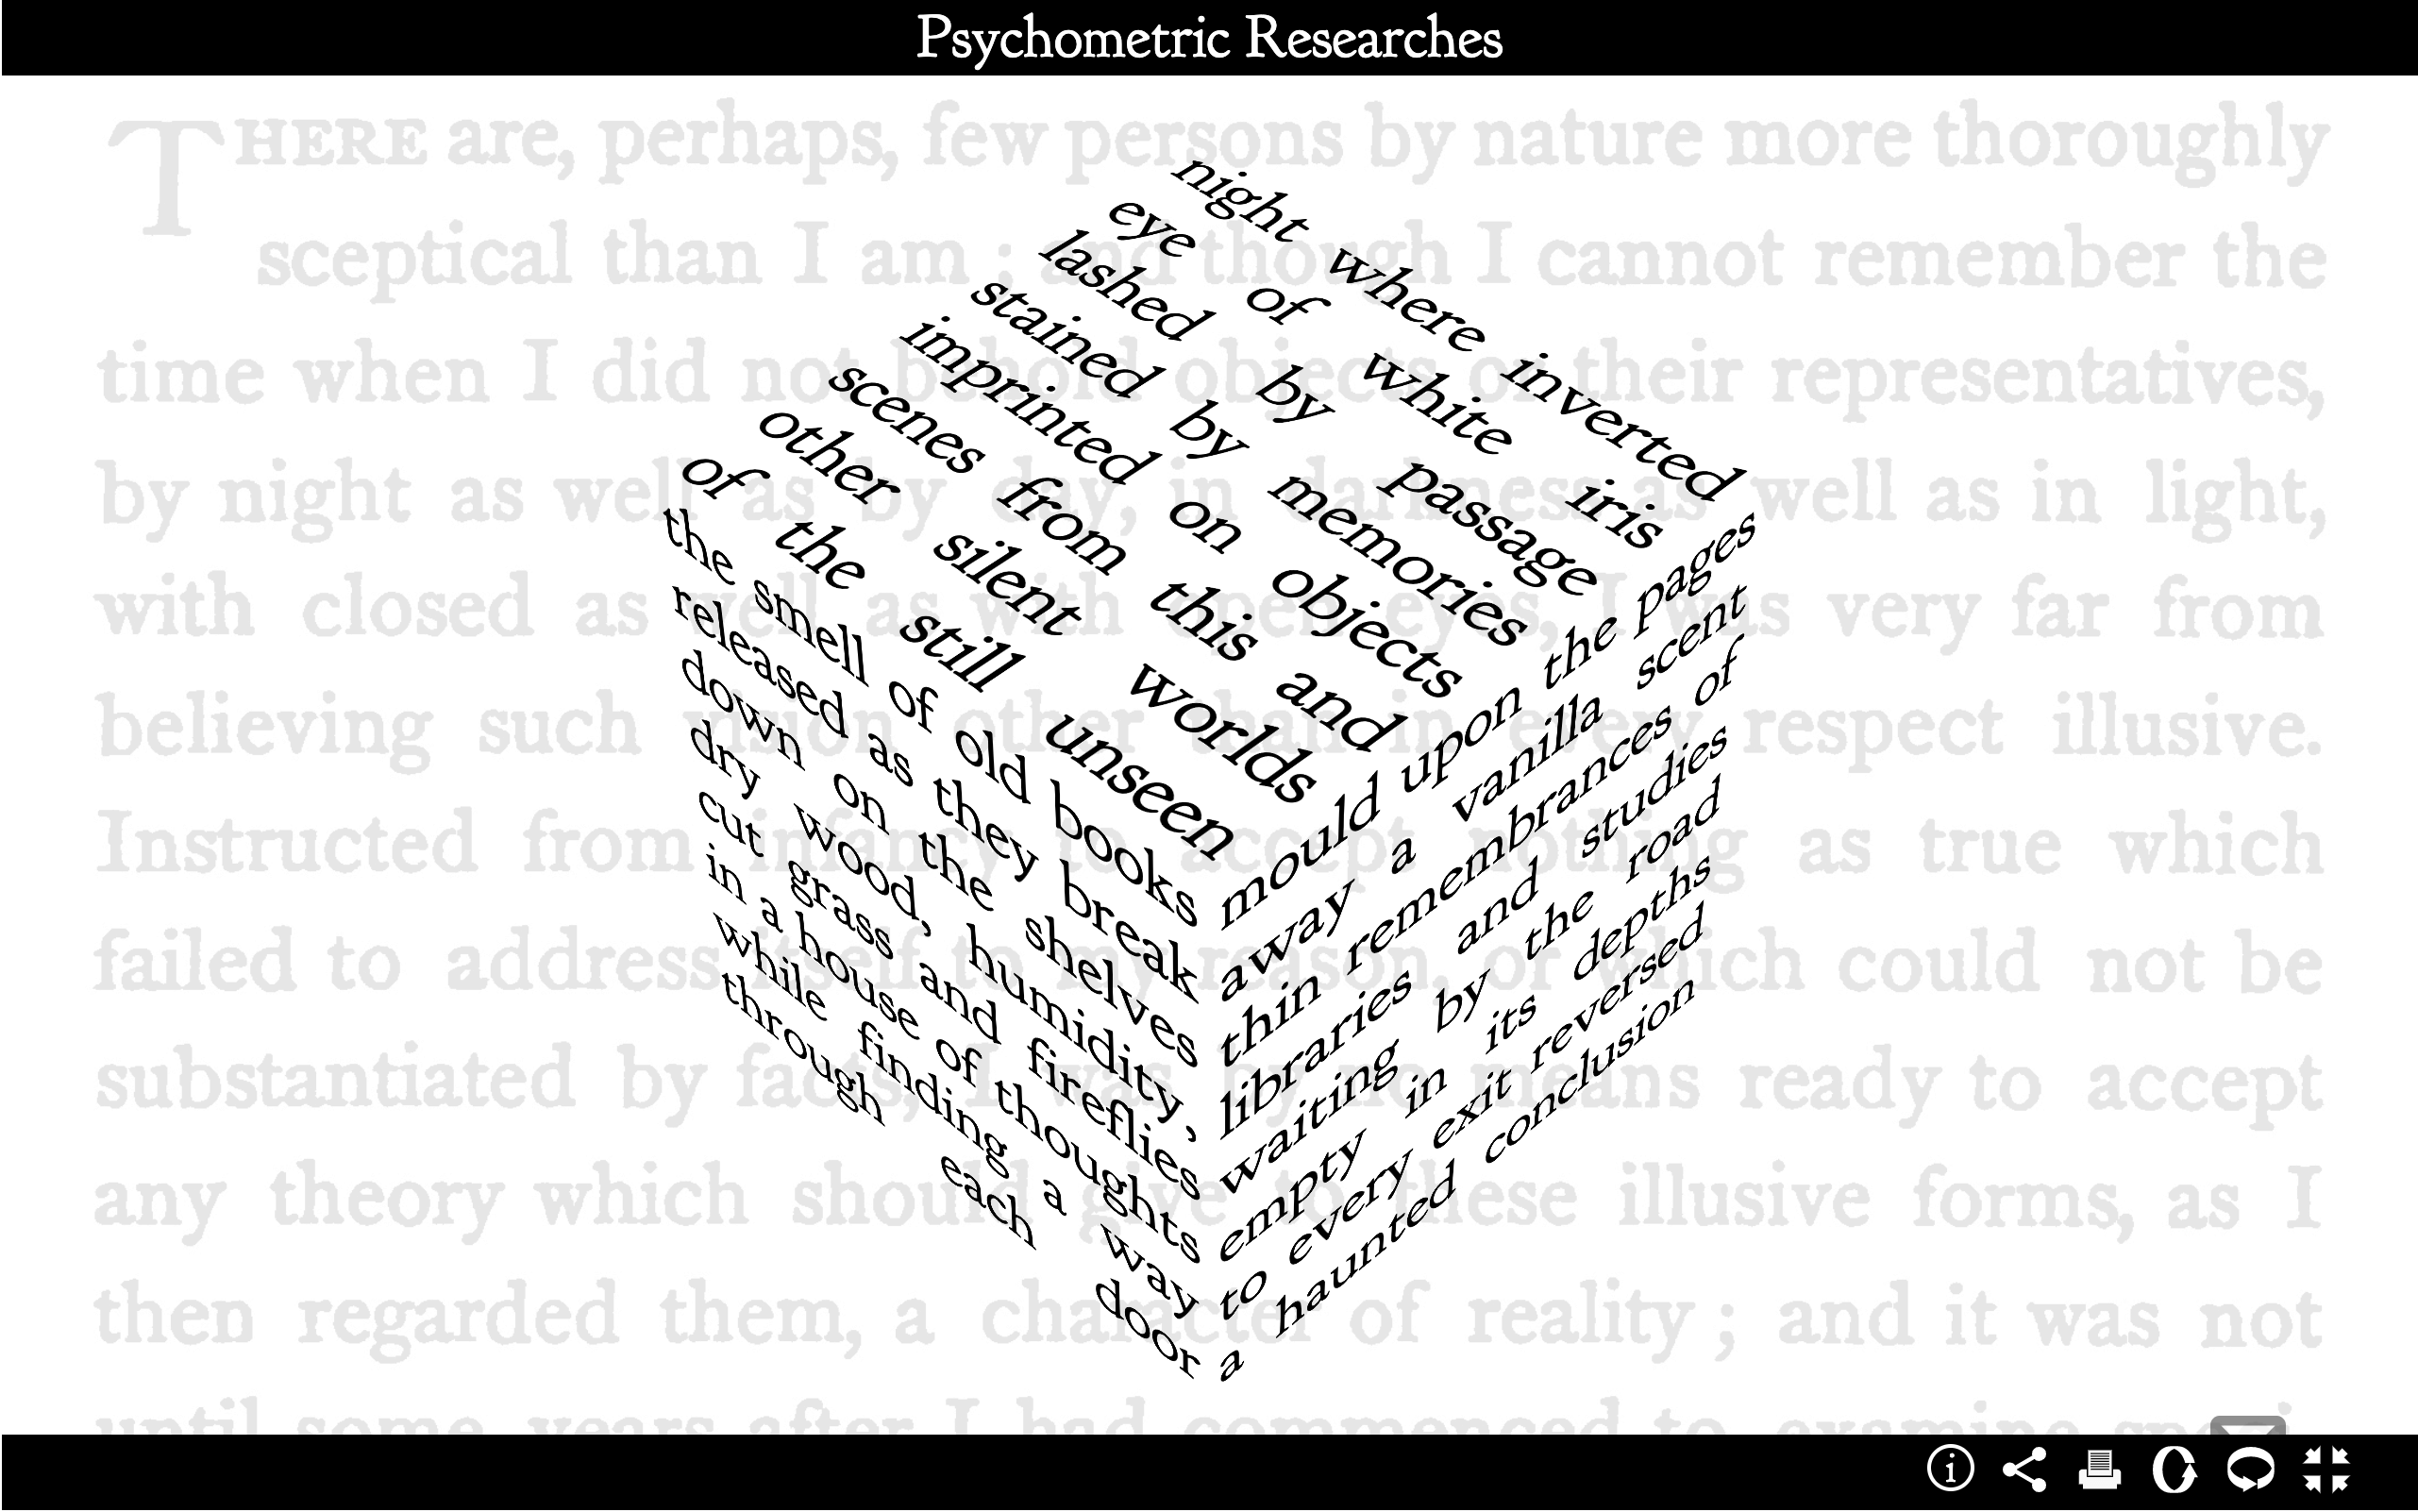 Psychometric Researches
THERE are, perhaps, few persons by nature more thoroughly
sceptical than I am ; and though I cannot remember the
time when I did not behold objects or their representatives,
by night as well as by day, in darkness as well as in light,
with closed as well as with open eyes, I was very far from
believing such vision other than in every respect illusive.
Instructed from infancy to accept nothing as true which
failed to address itself to my reason, or which could not be
substantiated by facts, I was by no means ready to accept
any theory which should give to these illusive forms, as I
then regarded them, a character of reality ; and it was not
until some years after I had commenced to examine
night where inverted
eye of white iris
lashed by passage
stained by memories
imprinted on objects
scenes from this and
other silent worlds
of the still unseen
the smell of old books
released as they break
down on the shelves
dry wood, humidity,
cut grass and fireflies
in a house of thoughts
while finding a way
through each door
mould upon the pages
away a vanilla scent
thin remembrances of
libraries and studies
waiting by the road
empty in its depths
to every exit reversed
a haunted conclusion